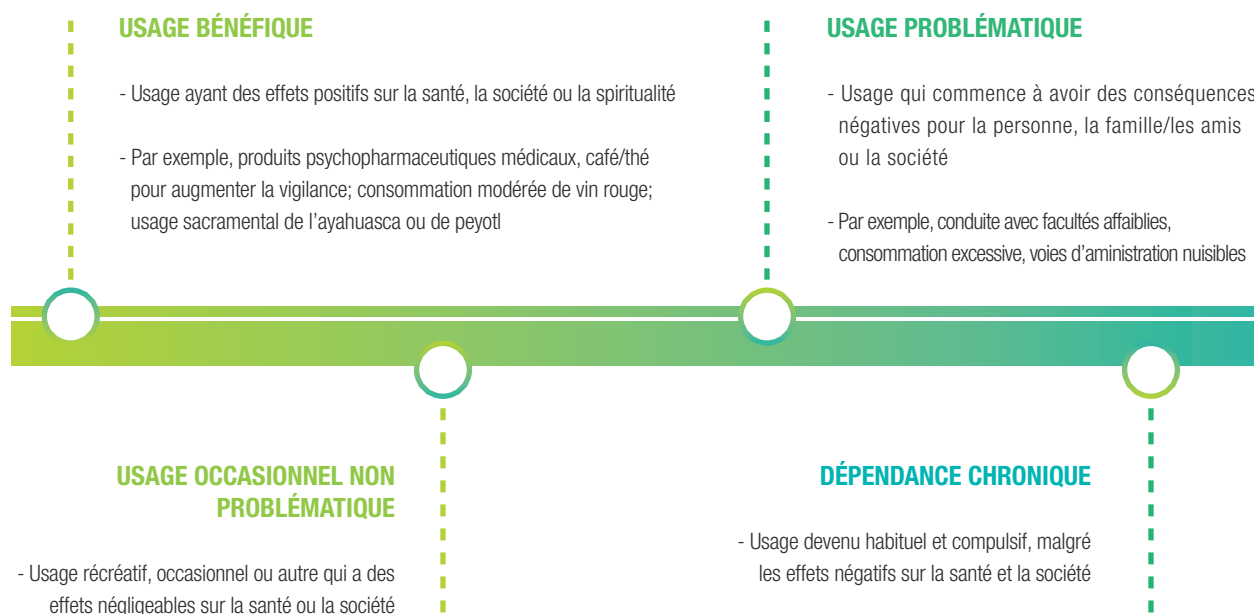 USAGE BÉNÉFIQUE
- Usage ayant des effets positifs sur la santé, la société ou la spiritualité
- Par exemple, produits psychopharmaceutiques médicaux, café/thé
pour augmenter la vigilance; consommation modérée de vin rouge;
usage sacramental de l’ayahuasca ou de peyotl
USAGE PROBLÉMATIQUE
- Usage qui commence à avoir des conséquences
négatives pour la personne, la famille/les amis
ou la société
- Par exemple, conduite avec facultés affaiblies,
consommation excessive, voies d’aministration nuisibles
USAGE OCCASIONNEL NON
PROBLÉMATIQUE
- Usage récréatif, occasionnel ou autre qui a des
effets négligeables sur la santé ou la société
DÉPENDANCE CHRONIQUE
- Usage devenu habituel et compulsif, malgré
les effets négatifs sur la santé et la société